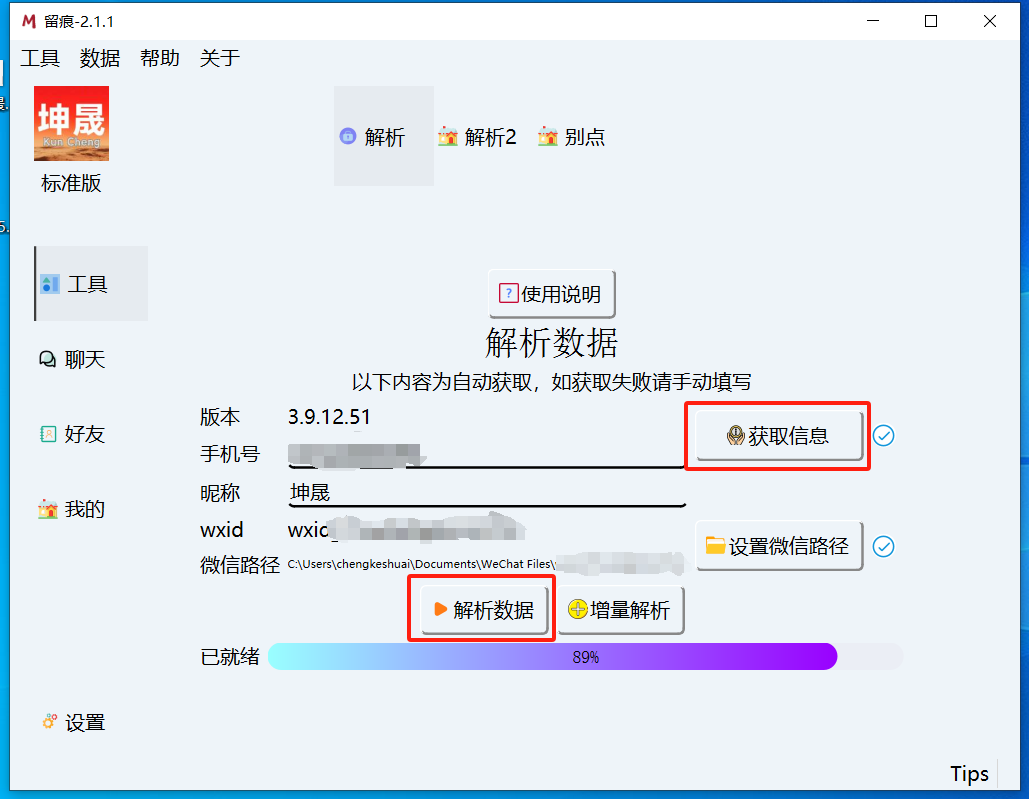 留痕-2.1.1
工具 数据 帮助 关于
坤晟
Kun Cheng
标准版
解析 解析2 别点
工具
聊天
好友
我的
设置
使用说明
解析数据
以下内容为自动获取，如获取失败请手动填写
版本 3.9.12.51
获取信息
手机号
昵称 坤晟
wxid wxid_
设置微信路径
微信路径 C:\Users\chengkeshuai\Documents\WeChat Files\
解析数据 增量解析
已就绪 89%
Tips